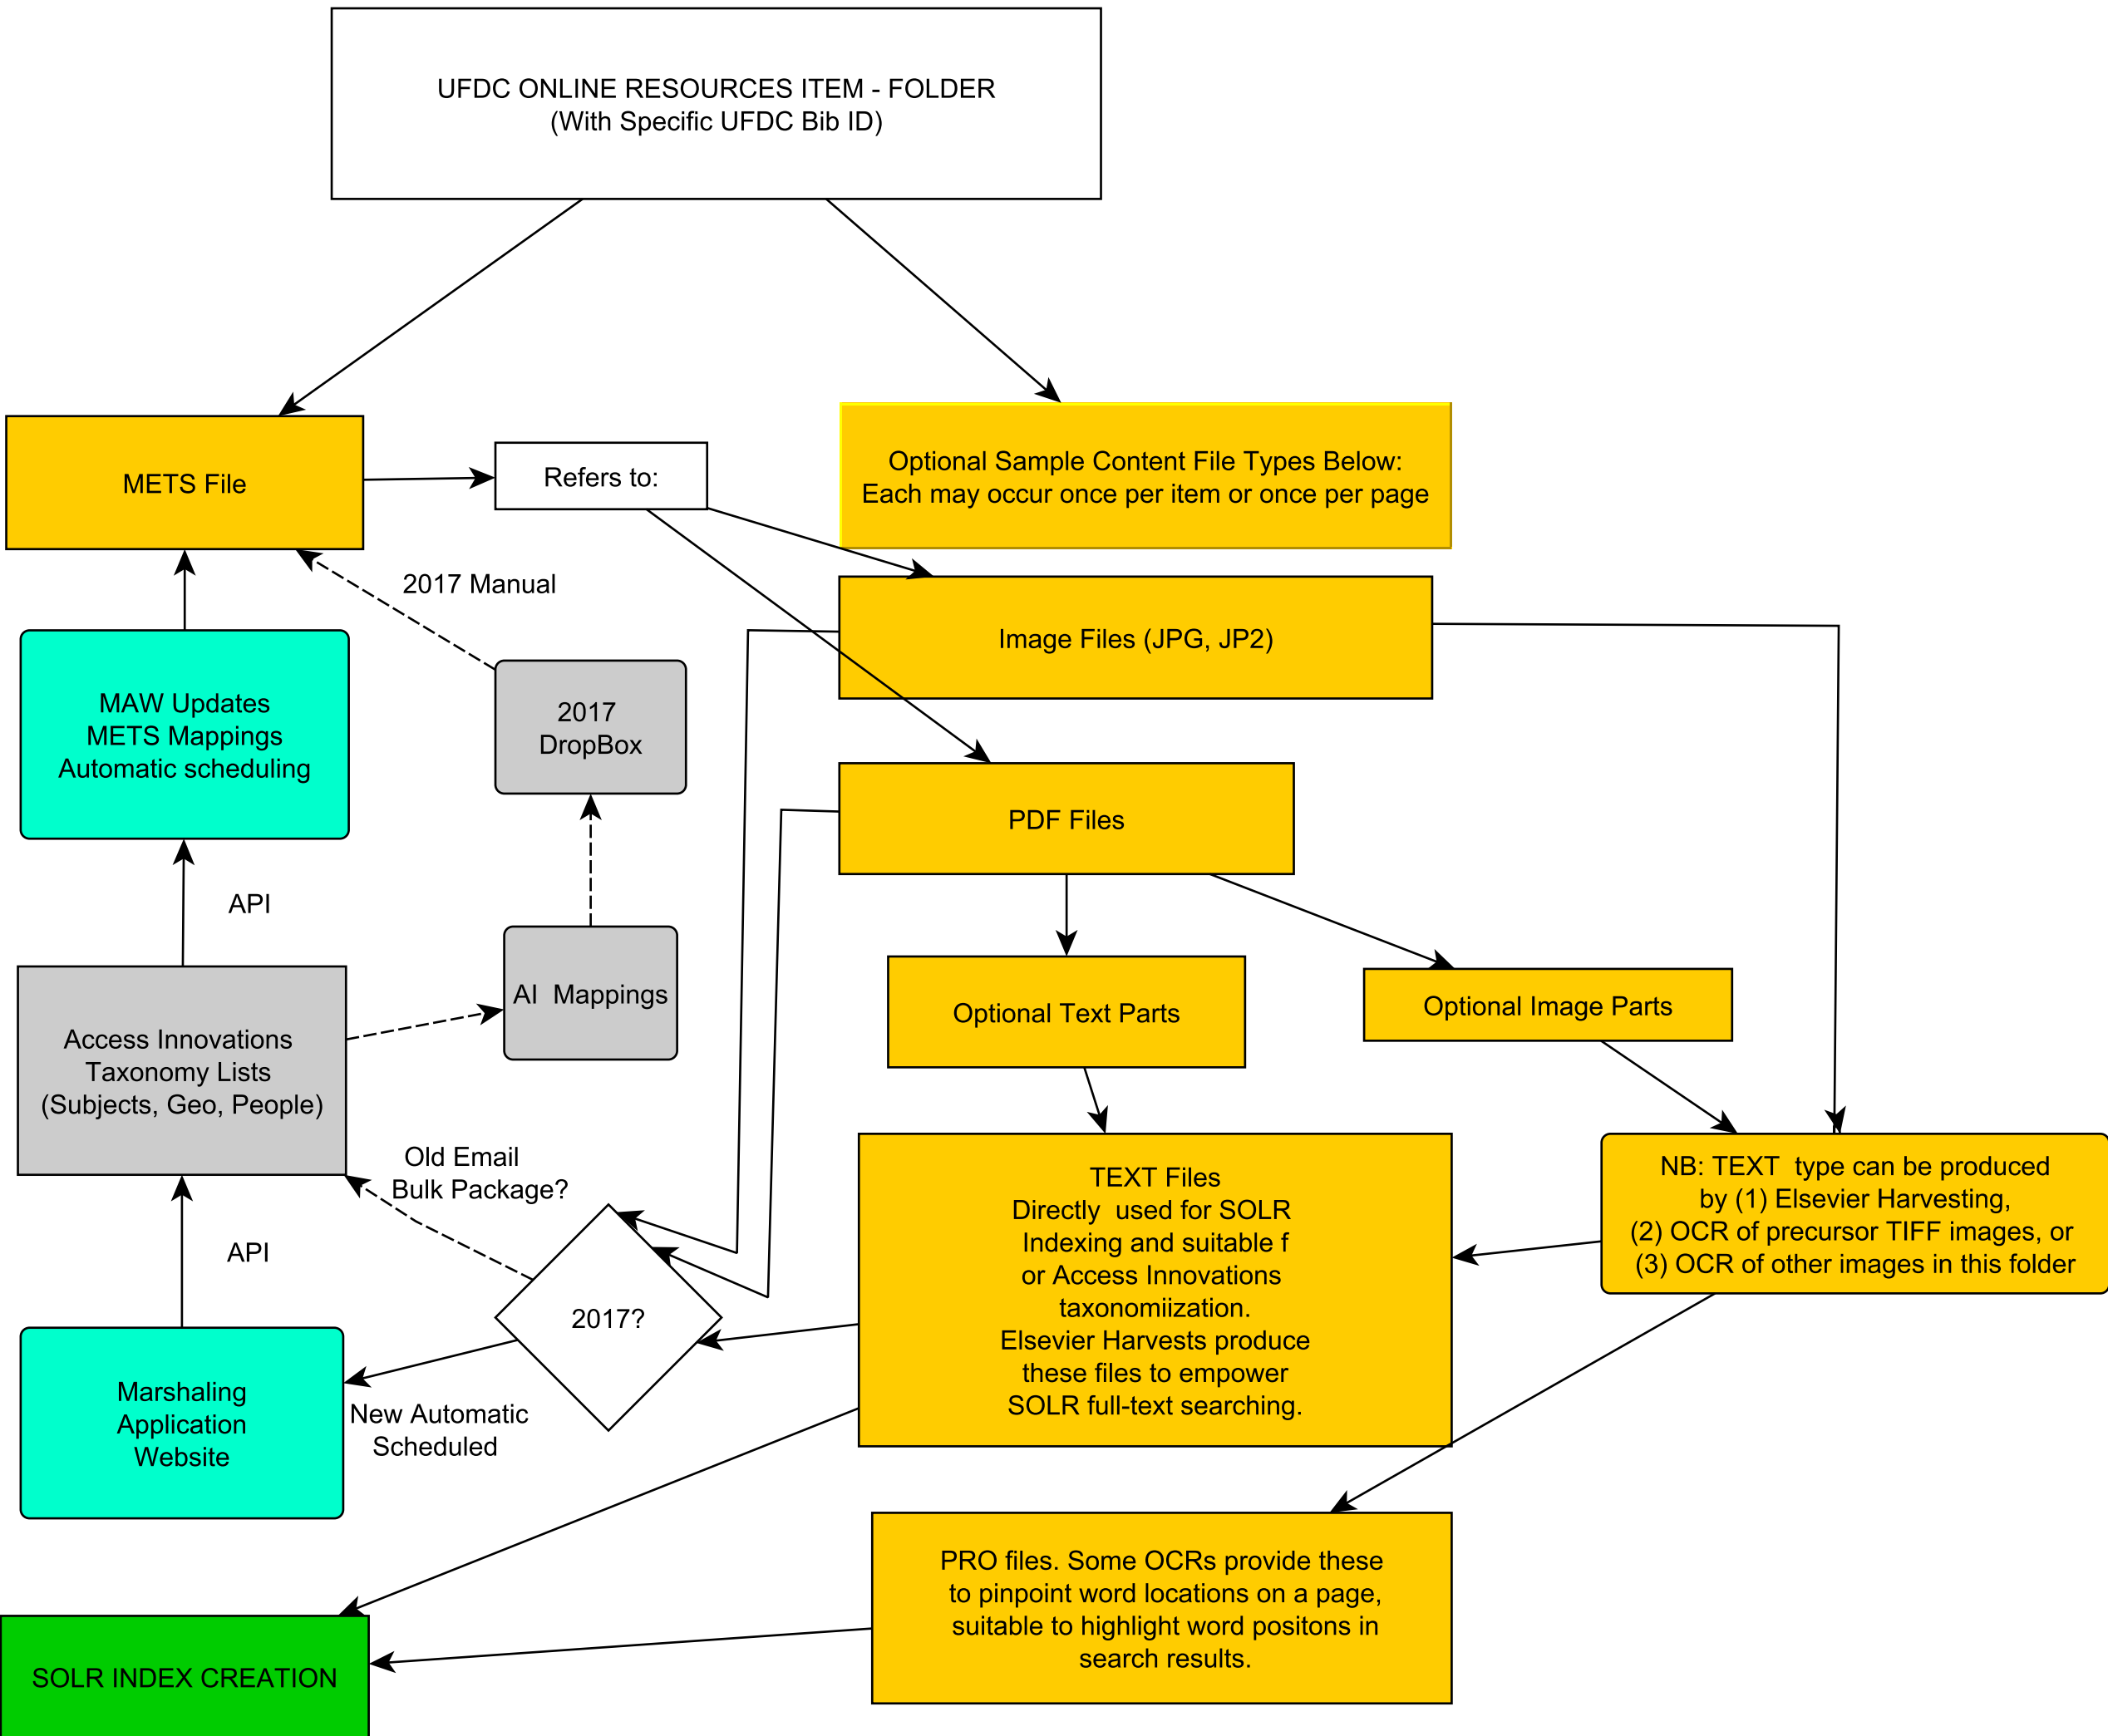 UFDC ONLINE RESOURCES ITEM - FOLDER
(With Specific UFDC Bib ID)
METS File
Refers to:
Optional Sample Content File Types Below:
Each may occur once per item or once per page
2017 Manual
Image Files (JPG, JP2)
MAW Updates
METS Mappings
Automatic scheduling
2017
DropBox
PDF Files
API
AI  Mappings
Optional Text Parts
Optional Image Parts
Access Innovations
Taxonomy Lists
(Subjects, Geo, People)
Old Email
Bulk Package?
TEXT Files
Directly  used for SOLR
Indexing and suitable f
or Access Innovations
taxonomiization.
Elsevier Harvests produce
these files to empower
SOLR full-text searching.
NB: TEXT  type can be produced
by (1) Elsevier Harvesting,
(2) OCR of precursor TIFF images, or
(3) OCR of other images in this folder
API
2017?
Marshaling
Application
Website
New Automatic
Scheduled
PRO files. Some OCRs provide these
to pinpoint word locations on a page,
suitable to highlight word positons in
search results.
SOLR INDEX CREATION